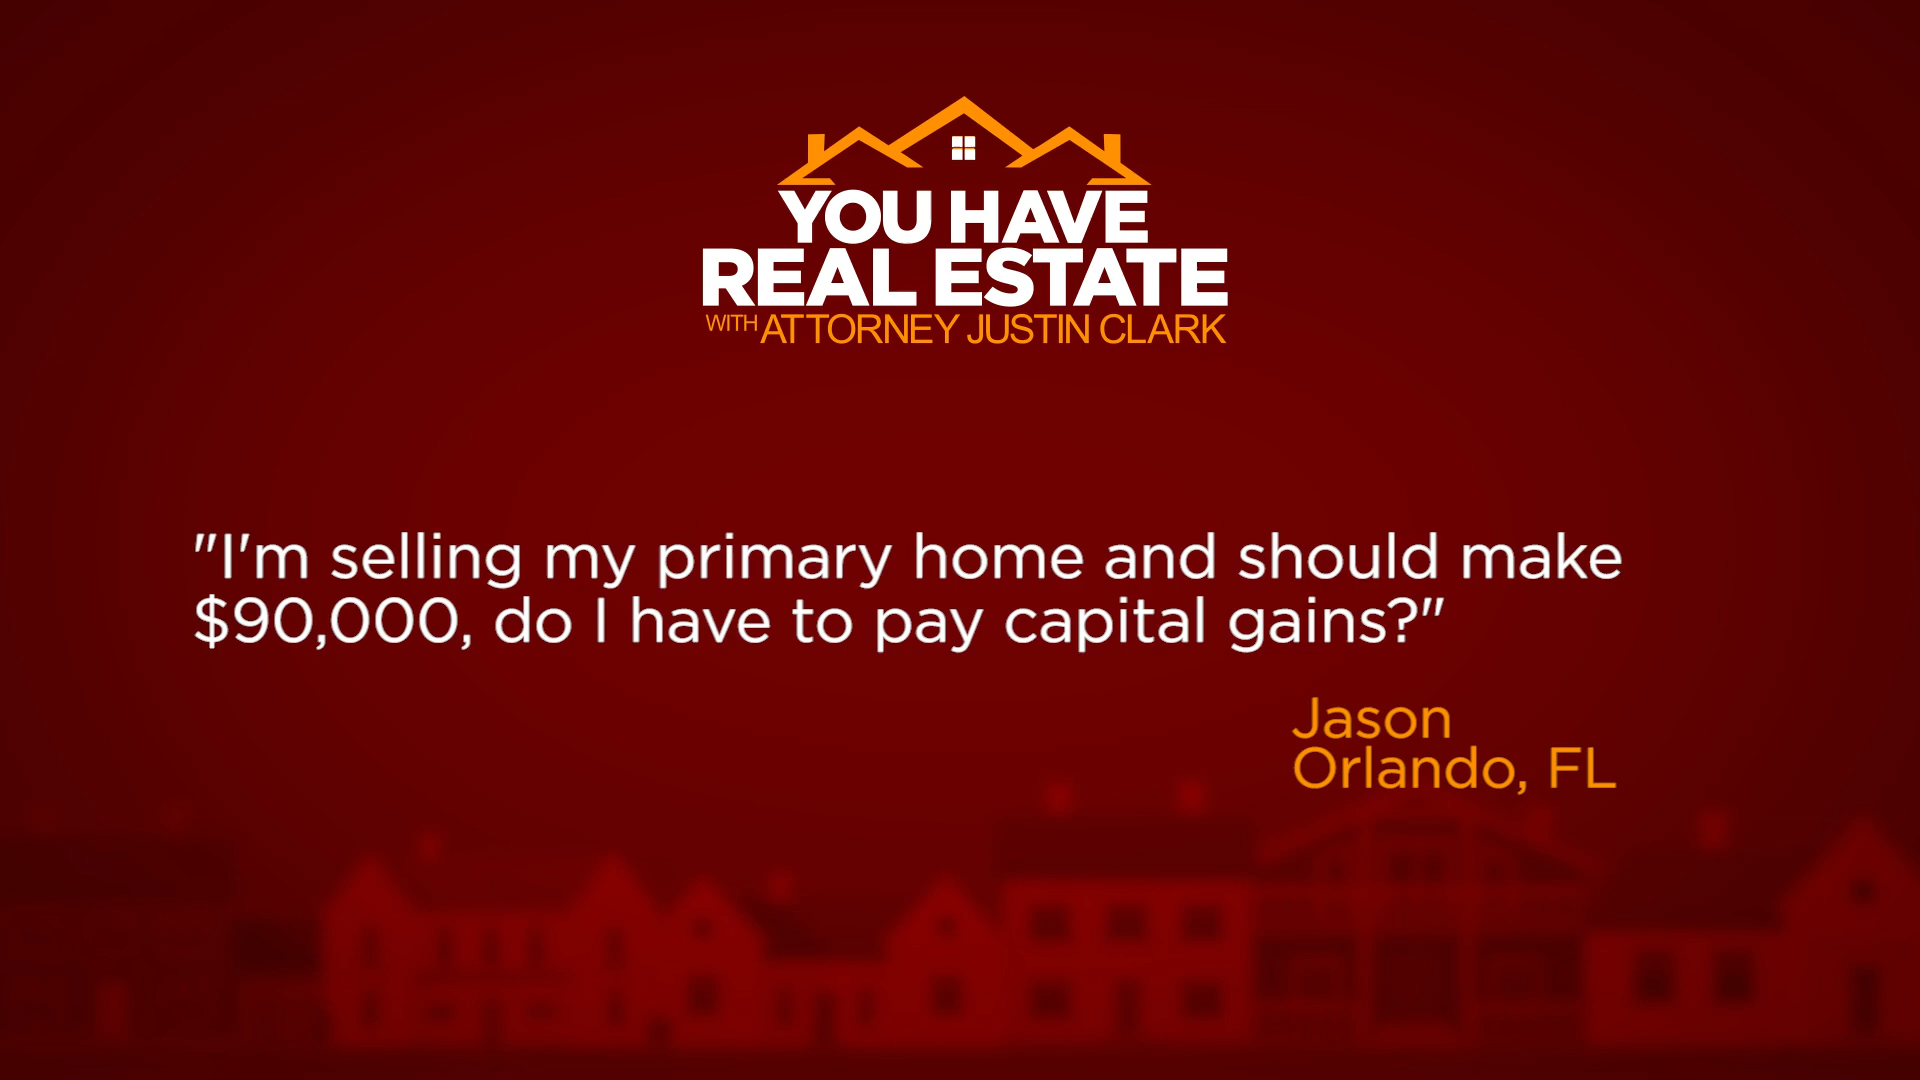 YOU HAVE
REAL ESTATE
WITH ATTORNEY JUSTIN CLARK
"I'm selling my primary home and should make
$90,000, do I have to pay capital gains?"
Jason
Orlando, FL